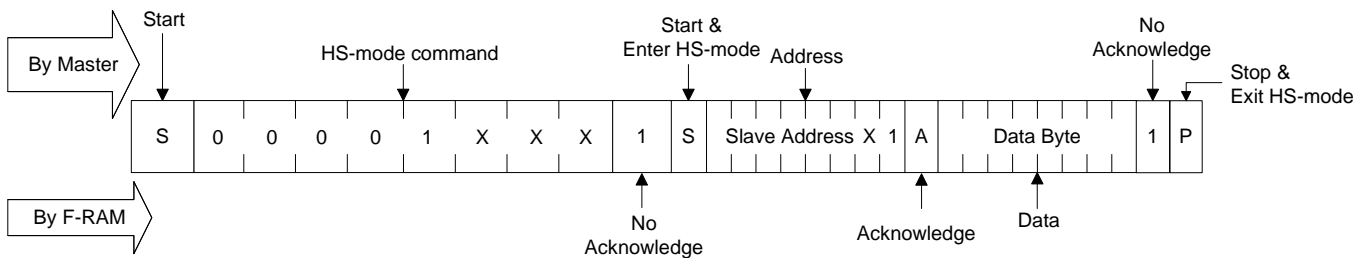 Start
Start &
Enter HS-mode
No
Acknowledge
By Master
HS-mode command
Address
Stop &
Exit HS-mode
S 0 0 0 0 1 X X X 1 S Slave Address X 1 A Data Byte 1 P
By F-RAM
No
Acknowledge
Acknowledge
Data